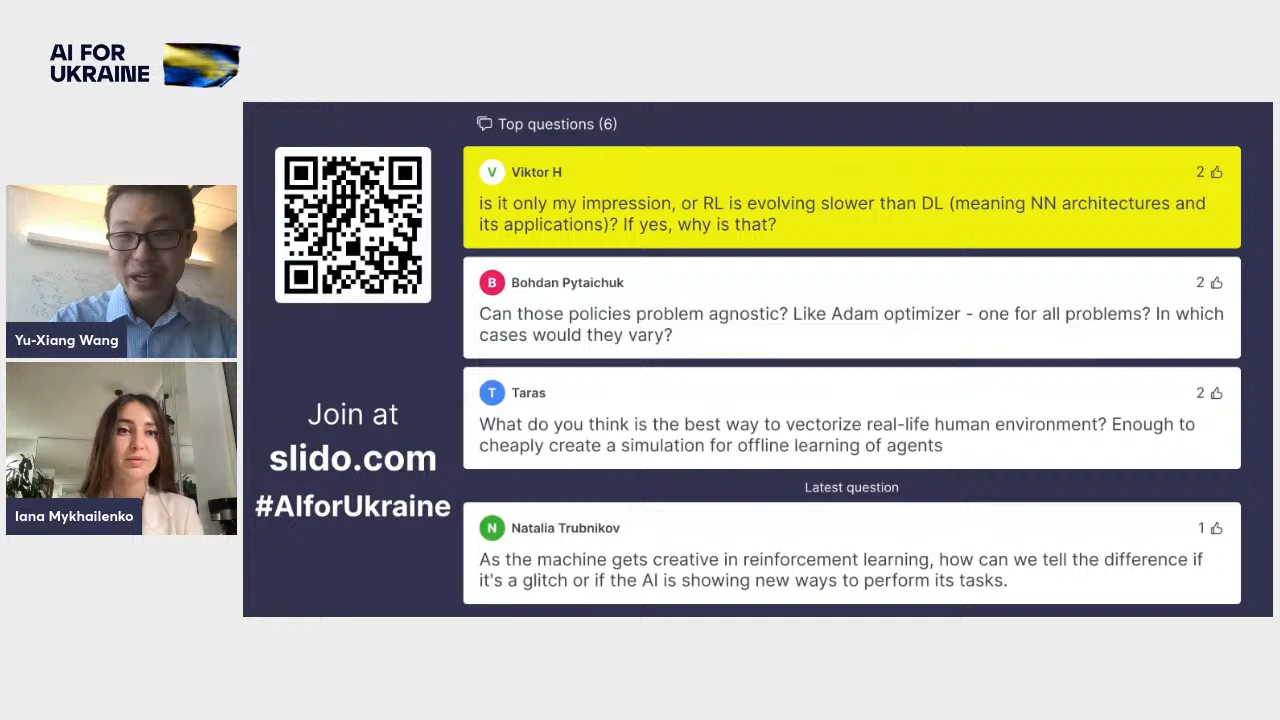 AI FOR
UKRAINE
Yu-Xiang Wang
Iana Mykhailenko
Join at
slido.com
#AIforUkraine
Top questions (6)
V Viktor H 2
is it only my impression, or RL is evolving slower than DL (meaning NN architectures and
its applications)? If yes, why is that?
B Bohdan Pytaichuk 2
Can those policies problem agnostic? Like Adam optimizer - one for all problems? In which
cases would they vary?
T Taras 2
What do you think is the best way to vectorize real-life human environment? Enough to
cheaply create a simulation for offline learning of agents
Latest question
N Natalia Trubnikov 1
As the machine gets creative in reinforcement learning, how can we tell the difference if
it's a glitch or if the AI is showing new ways to perform its tasks.